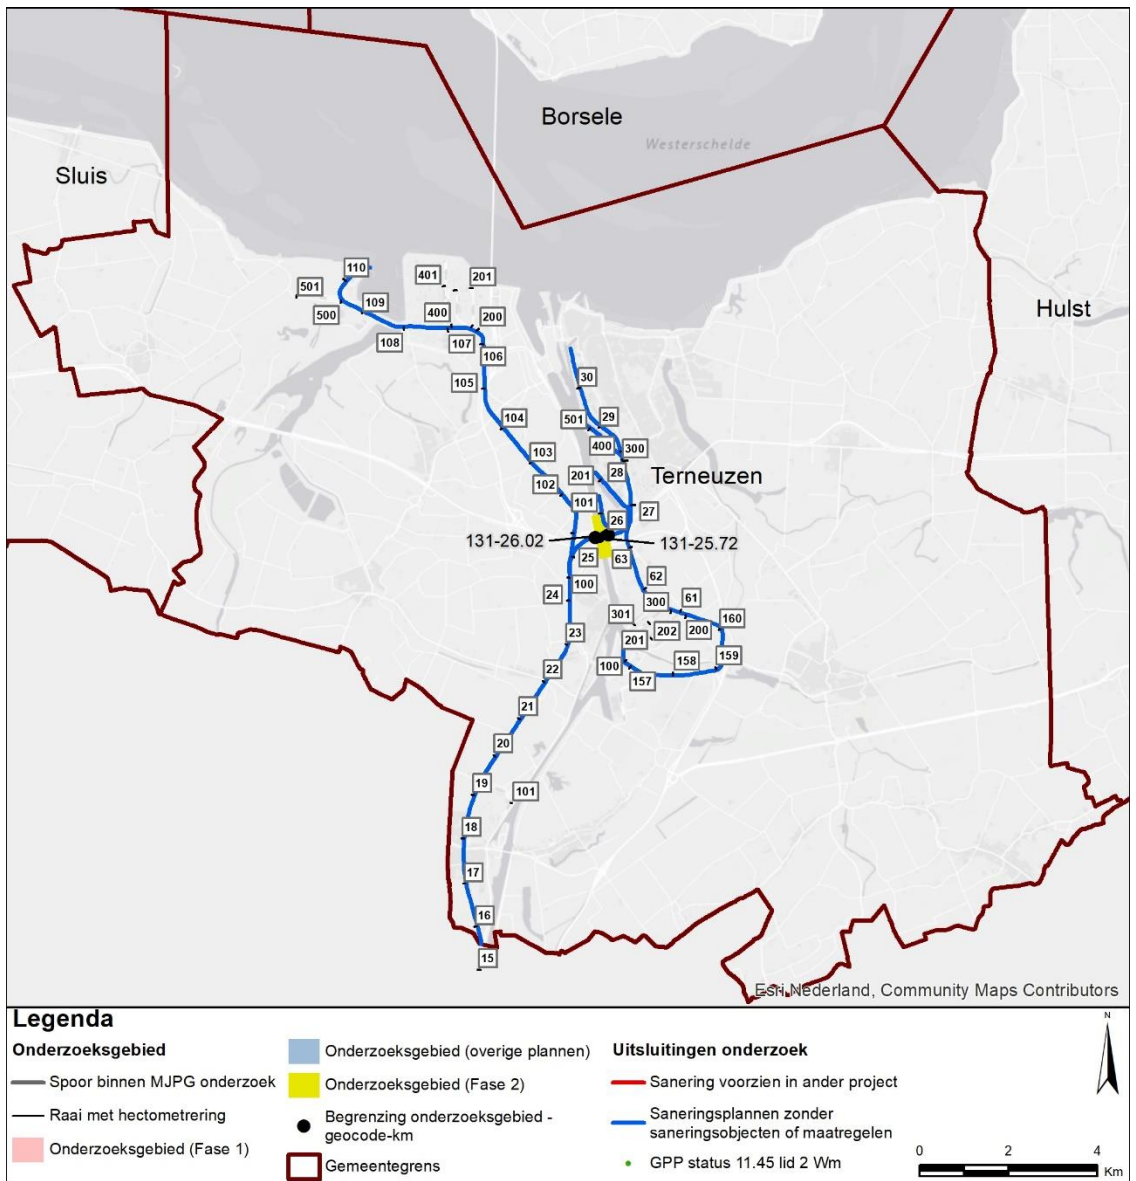 Borsele
Westerschelde
Sluis
Hulst
110
401
201
501
500
109
400
200
108
107
106
105
30
104
501
29
103
400
300
102
201
28
Terneuzen
101
27
26
131-26.02
131-25.72
25
63
100
62
24
300
61
301
160
23
202
200
201
22
100
158
159
157
21
20
19
101
18
17
16
15
Esri Nederland, Community Maps Contributors
Legenda
Onderzoeksgebied
Spoor binnen MJPG onderzoek
Raai met hectometrering
Onderzoeksgebied (Fase 1)
Onderzoeksgebied (overige plannen)
Onderzoeksgebied (Fase 2)
Begrenzing onderzoeksgebied -
geocode-km
Gemeentegrens
Uitsluitingen onderzoek
Sanering voorzien in ander project
Saneringsplannen zonder
saneringsobjecten of maatregelen
GPP status 11.45 lid 2 Wm
N
0 2 4
Km